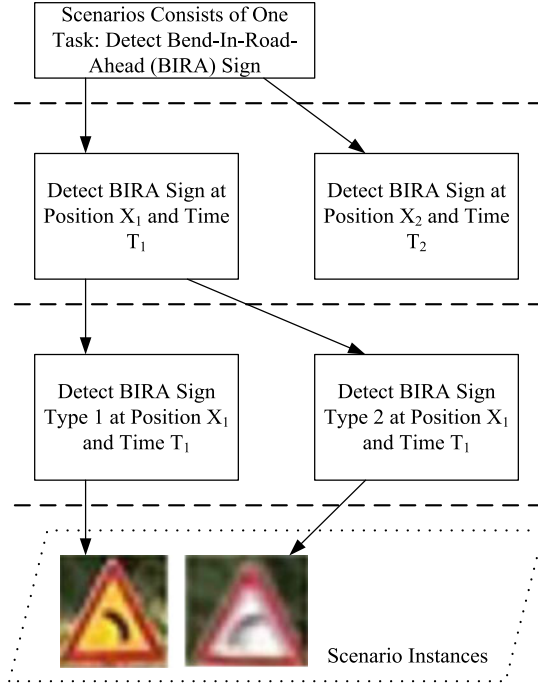 Scenarios Consists of One
Task: Detect Bend-In-Road-
Ahead (BIRA) Sign
Detect BIRA Sign at
Position X₁ and Time
T₁
Detect BIRA Sign at
Position X₂ and Time
T₂
Detect BIRA Sign
Type 1 at Position X₁
and Time T₁
Detect BIRA Sign
Type 2 at Position X₁
and Time T₁
Scenario Instances